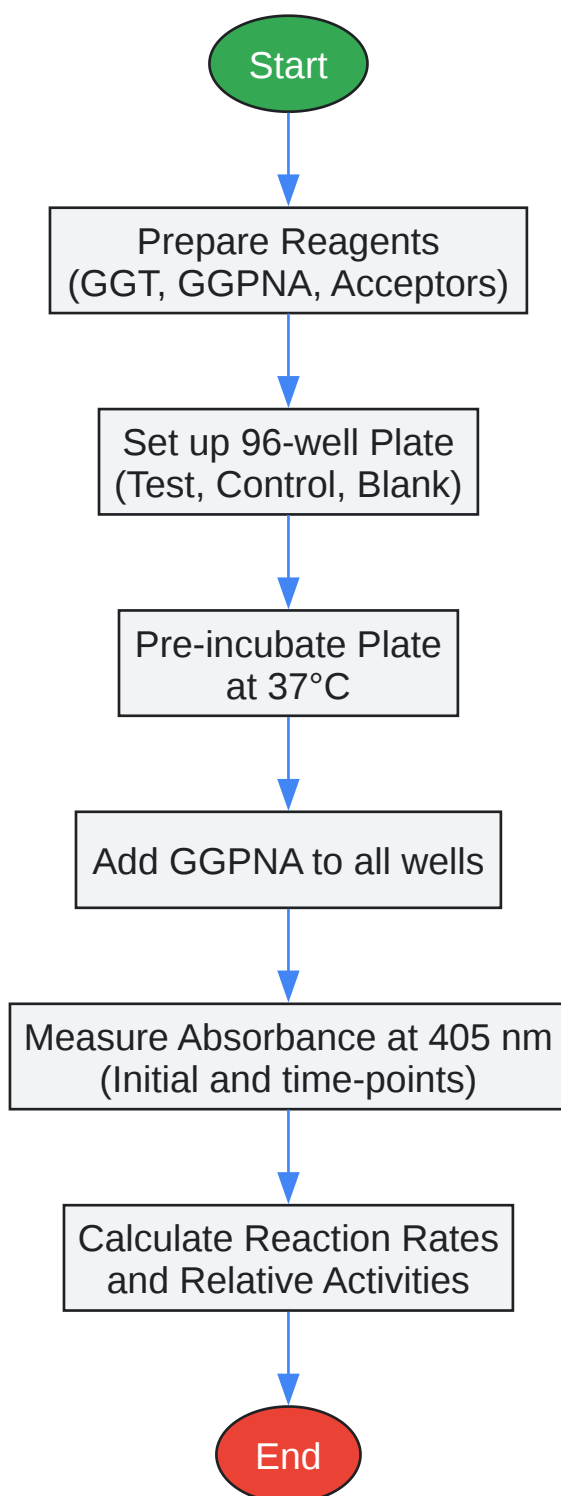 Start
Prepare Reagents
(GGT, GGPNA, Acceptors)
Set up 96-well Plate
(Test, Control, Blank)
Pre-incubate Plate
at 37°C
Add GGPNA to all wells
Measure Absorbance at 405 nm
(Initial and time-points)
Calculate Reaction Rates
and Relative Activities
End